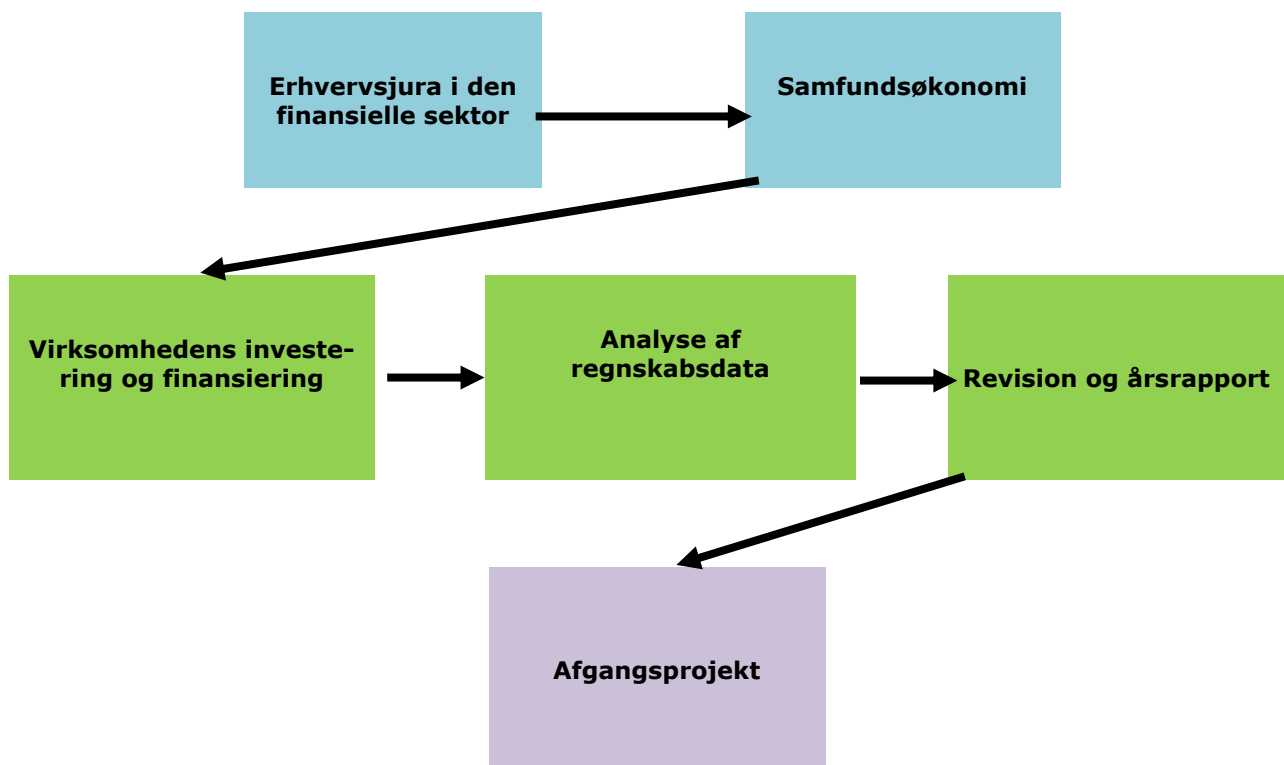 Erhvervsjura i den
finansielle sektor
Samfundsøkonomi
Virksomhedens investe-
ring og finansiering
Analyse af
regnskabsdata
Revision og årsrapport
Afgangsprojekt